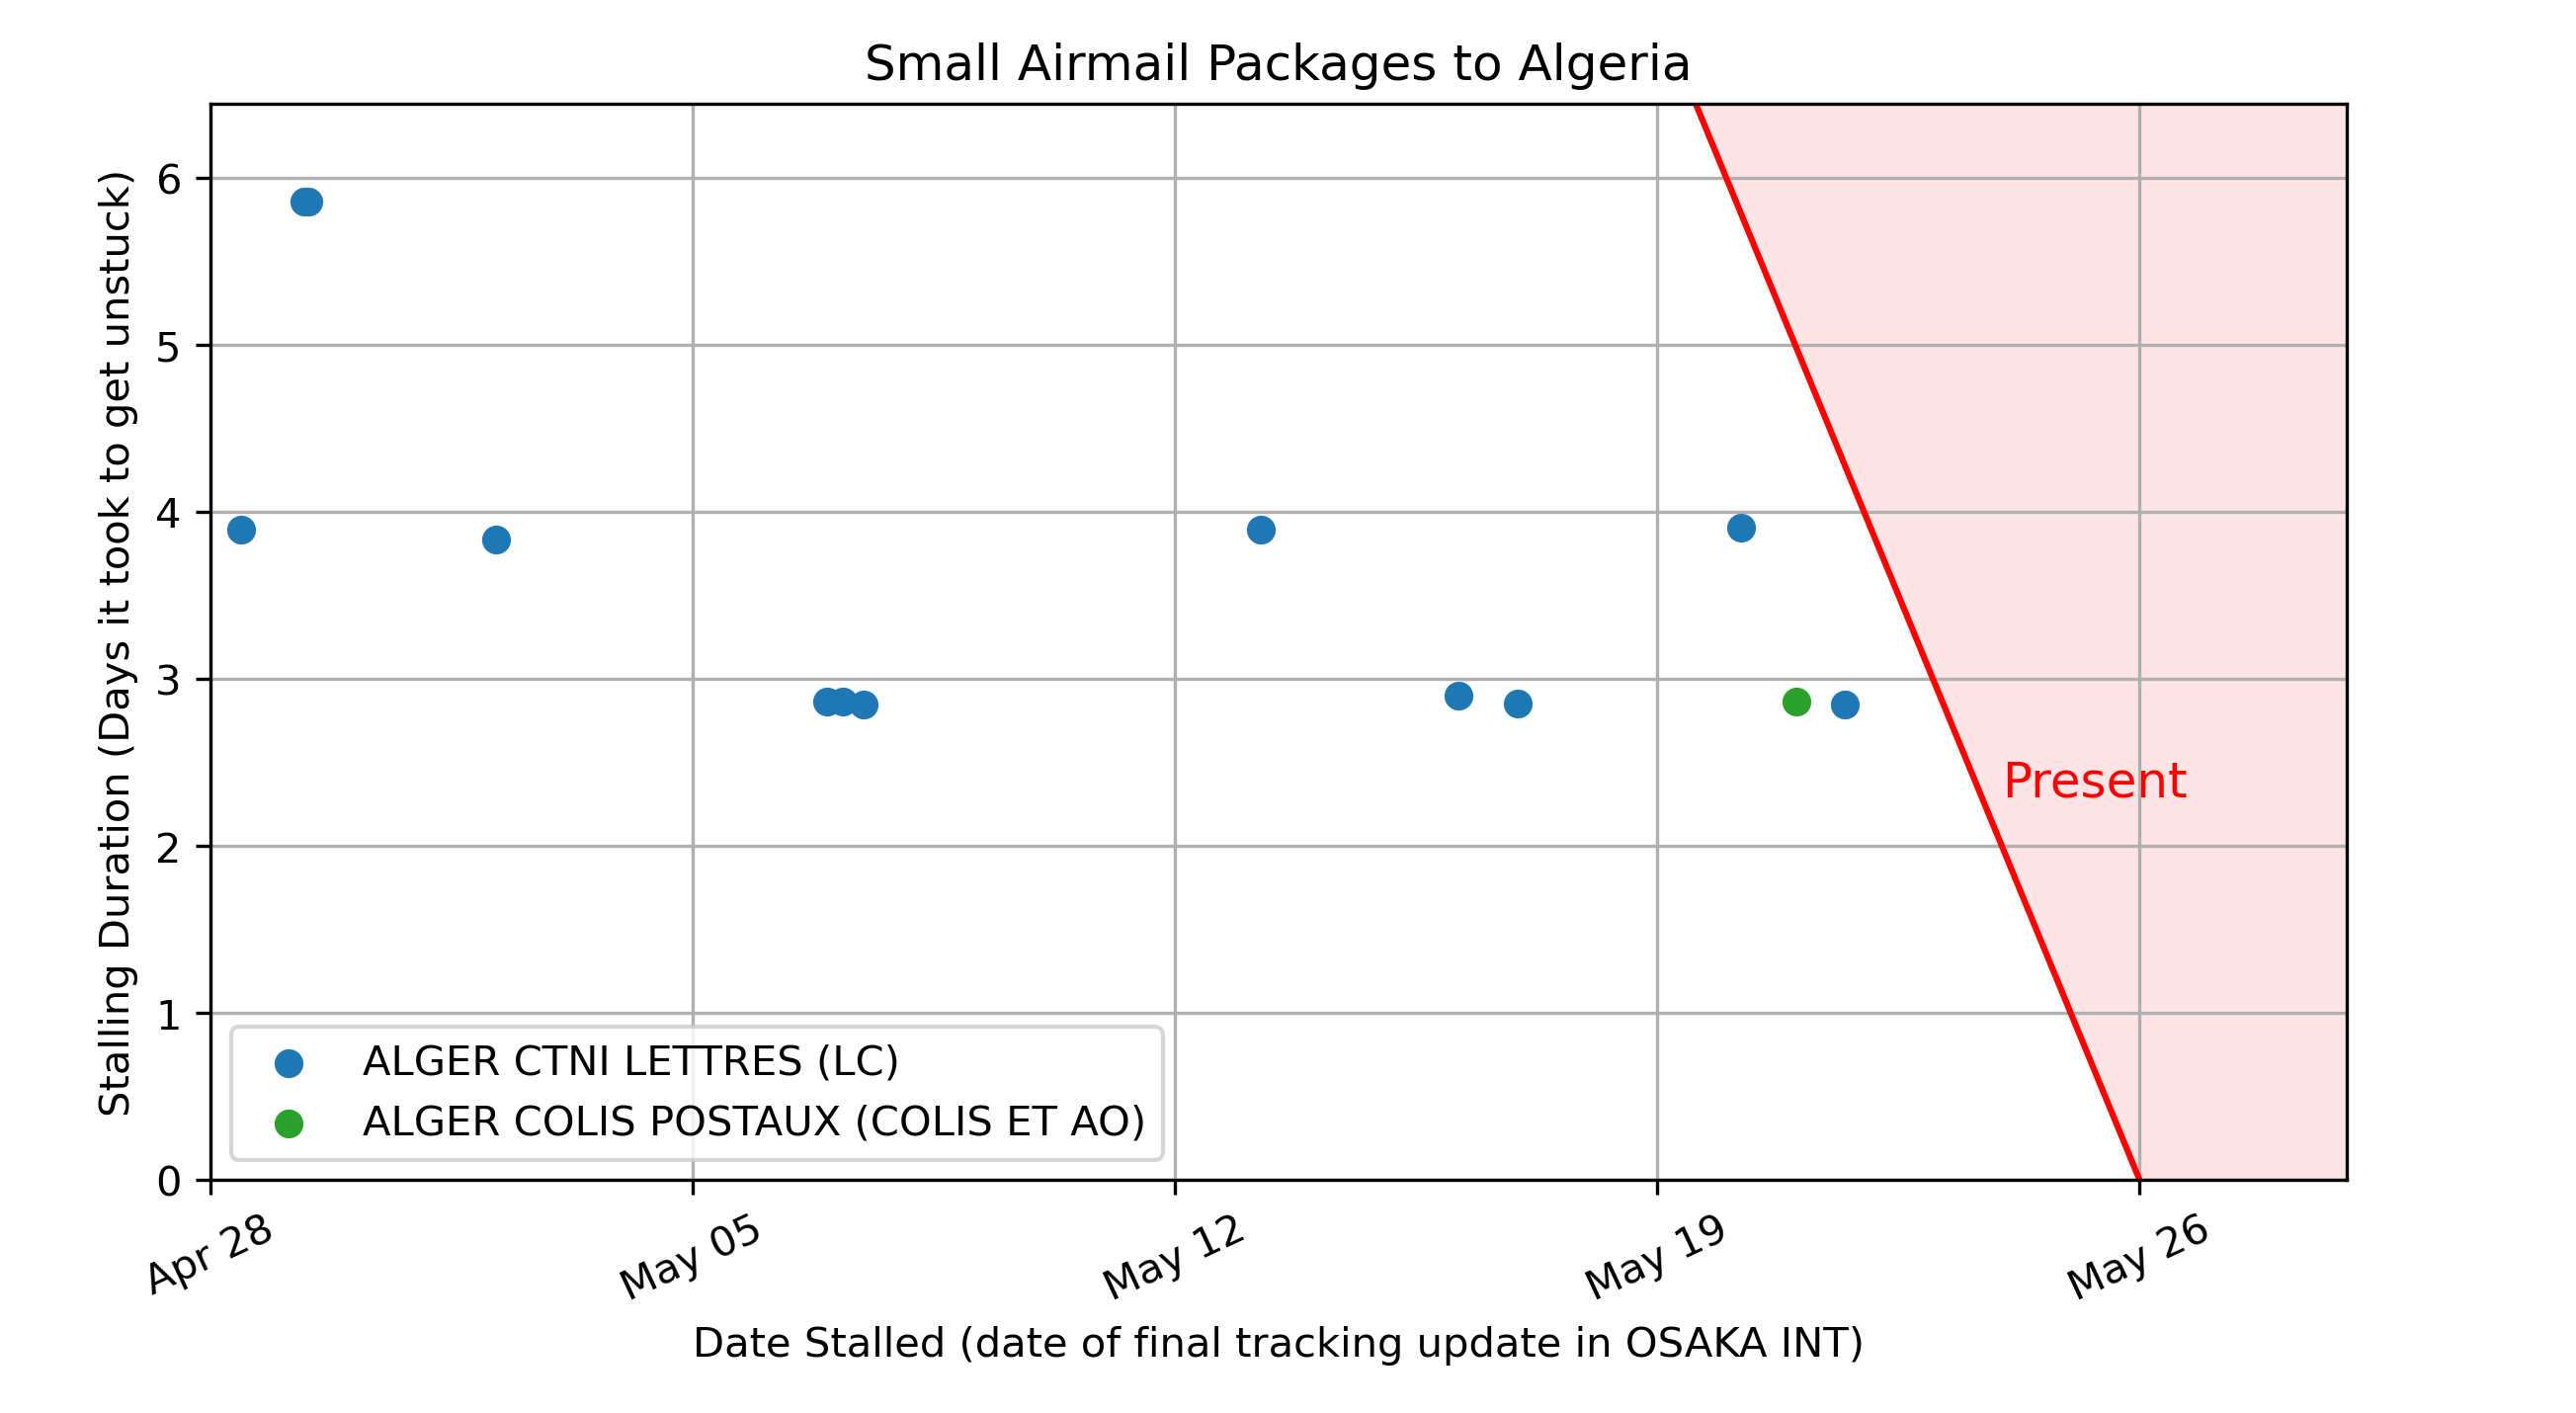 Small Airmail Packages to Algeria
Stalling Duration (Days it took to get unstuck)
6
5
4
3
2
1
0
Present
ALGER CTNI LETTRES (LC)
ALGER COLIS POSTAUX (COLIS ET AO)
Apr 28
May 05
May 12
May 19
May 26
Date Stalled (date of final tracking update in OSAKA INT)